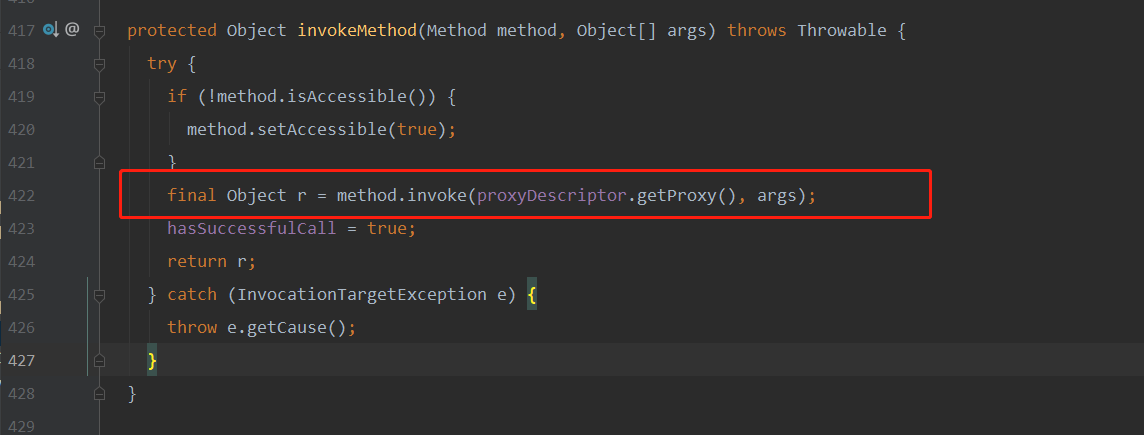 416
417 @ protected Object invokeMethod(Method method, Object[] args) throws Throwable {
418 try {
419 if (!method.isAccessible()) {
420 method.setAccessible(true);
421 }
422 final Object r = method.invoke(proxyDescriptor.getProxy(), args);
423 hasSuccessfulCall = true;
424 return r;
425 } catch (InvocationTargetException e) {
426 throw e.getCause();
427 }
428 }
429